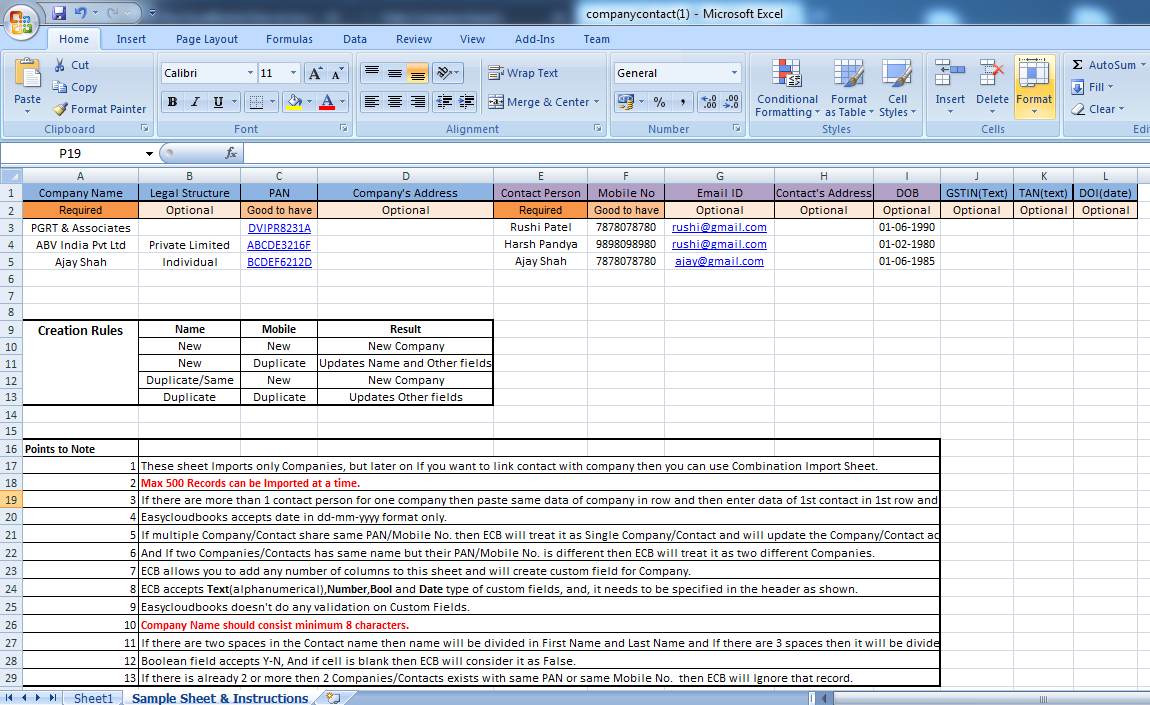 companycontact(1) - Microsoft Excel
Home Insert Page Layout Formulas Data Review View Add-Ins Team
Paste Cut Copy Format Painter Clipboard
Calibri 11 B I U A Font
Wrap Text Merge & Center Alignment
General % , Number
Conditional Formatting Format as Table Cell Styles Styles
Insert Delete Format Cells
Σ AutoSum Fill Clear Edi
P19 fx
A B C D E F G H I J K L
1 Company Name Legal Structure PAN Company's Address Contact Person Mobile No Email ID Contact's Address DOB GSTIN(Text) TAN(text) DOI(date)
2 Required Optional Good to have Optional Required Good to have Optional Optional Optional Optional Optional Optional
3 PGRT & Associates DVIPR8231A Rushi Patel 7878078780 rushi@gmail.com 01-06-1990
4 ABV India Pvt Ltd Private Limited ABCDE3216F Harsh Pandya 9898098980 rushi@gmail.com 01-02-1980
5 Ajay Shah Individual BCDEF6212D Ajay Shah 7878078780 ajay@gmail.com 01-06-1985
6
7
8
9 Creation Rules Name Mobile Result
10 New New New Company
11 New Duplicate Updates Name and Other fields
12 Duplicate/Same New New Company
13 Duplicate Duplicate Updates Other fields
14
15
16 Points to Note
17 1 These sheet Imports only Companies, but later on If you want to link contact with company then you can use Combination Import Sheet.
18 2 Max 500 Records can be Imported at a time.
19 3 If there are more than 1 contact person for one company then paste same data of company in row and then enter data of 1st contact in 1st row and
20 4 Easycloudbooks accepts date in dd-mm-yyyy format only.
21 5 If multiple Company/Contact share same PAN/Mobile No. then ECB will treat it as Single Company/Contact and will update the Company/Contact ac
22 6 And If two Companies/Contacts has same name but their PAN/Mobile No. is different then ECB will treat it as two different Companies.
23 7 ECB allows you to add any number of columns to this sheet and will create custom field for Company.
24 8 ECB accepts Text(alphanumerical),Number,Bool and Date type of custom fields, and, it needs to be specified in the header as shown.
25 9 Easycloudbooks doesn't do any validation on Custom Fields.
26 10 Company Name should consist minimum 8 characters.
27 11 If there are two spaces in the Contact name then name will be divided in First Name and Last Name and If there are 3 spaces then it will be divide
28 12 Boolean field accepts Y-N, And if cell is blank then ECB will consider it as False.
29 13 If there is already 2 or more then 2 Companies/Contacts exists with same PAN or same Mobile No. then ECB will Ignore that record.
Sheet1 Sample Sheet & Instructions